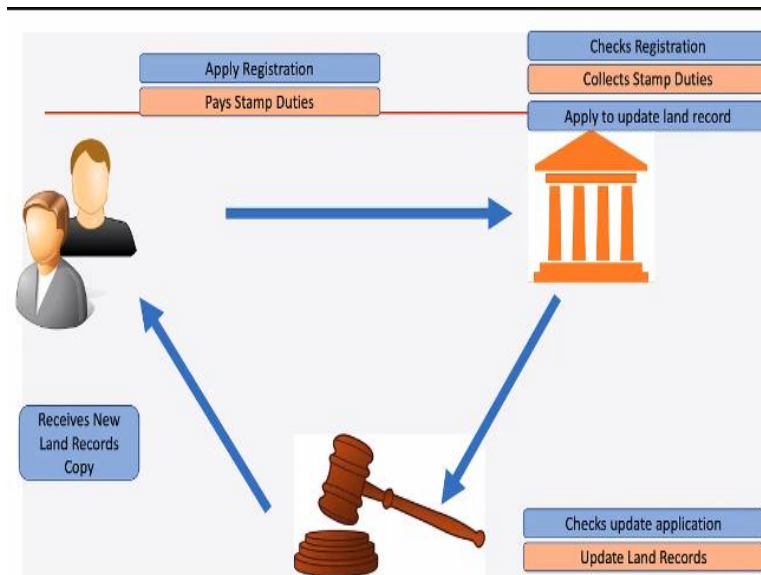 Apply Registration
Pays Stamp Duties
Checks Registration
Collects Stamp Duties
Apply to update land record
Receives New
Land Records
Copy
Checks update application
Update Land Records